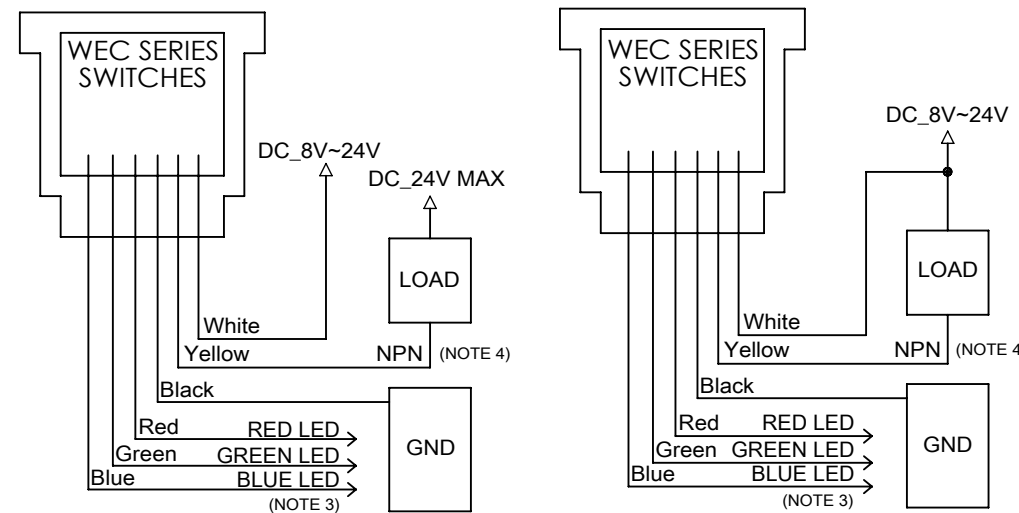 WEC SERIES
SWITCHES
DC_8V~24V
DC_24V MAX
LOAD
White
Yellow
NPN (NOTE 4)
Black
Red
RED LED
Green
GREEN LED
Blue
BLUE LED
(NOTE 3)
GND
WEC SERIES
SWITCHES
DC_8V~24V
LOAD
White
Yellow
NPN (NOTE 4
Black
Red
RED LED
Green
GREEN LED
Blue
BLUE LED
(NOTE 3)
GND